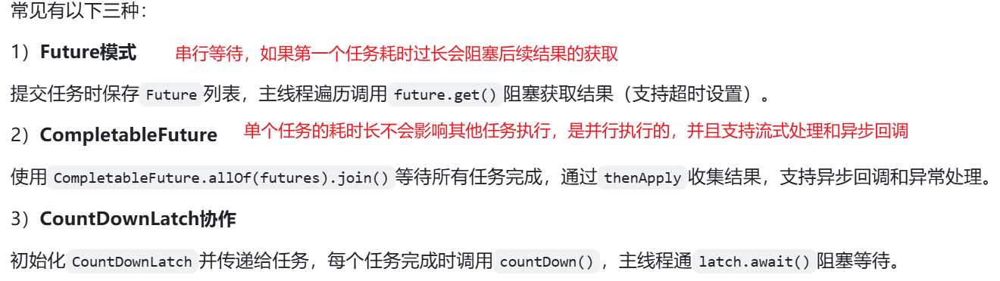 常见有以下三种：
1）Future模式 串行等待，如果第一个任务耗时过长会阻塞后续结果的获取
提交任务时保存 Future 列表，主线程遍历调用 future.get() 阻塞获取结果（支持超时设置）。
2）CompletableFuture 单个任务的耗时长不会影响其他任务执行，是并行执行的，并且支持流式处理和异步回调
使用 CompletableFuture.allOf(futures).join() 等待所有任务完成，通过 thenApply 收集结果，支持异步回调和异常处理。
3）CountDownLatch协作
初始化 CountDownLatch 并传递给任务，每个任务完成时调用 countDown() ，主线程通 latch.await() 阻塞等待。